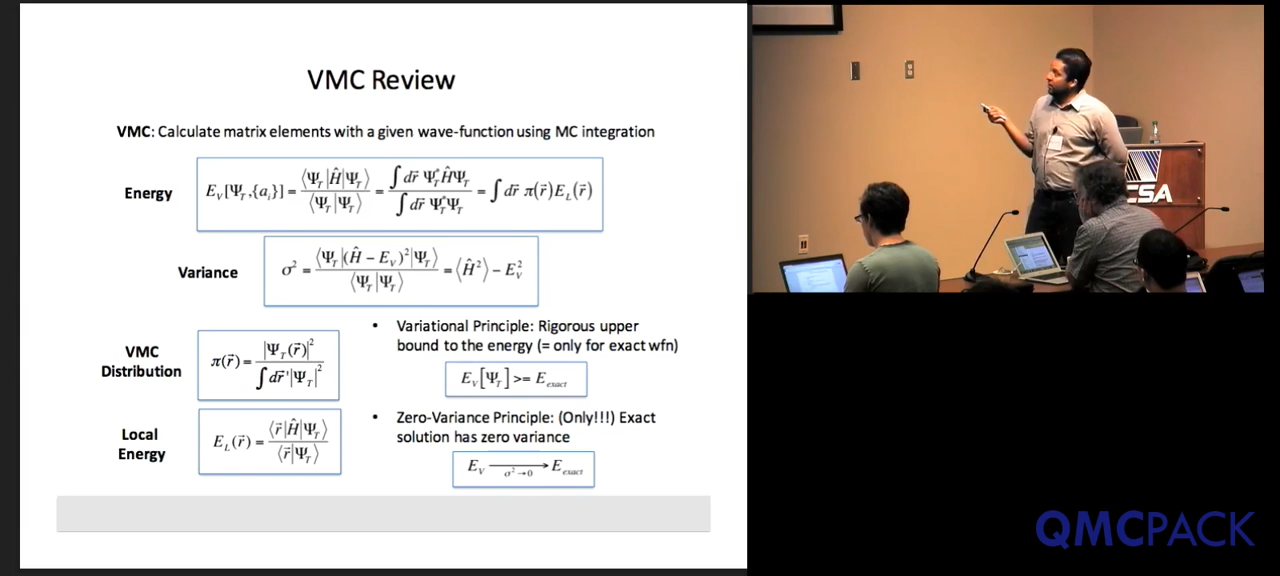 VMC Review
VMC: Calculate matrix elements with a given wave-function using MC integration
Energy
E_V[Ψ_T,{a_i}] = ⟨Ψ_T|Ĥ|Ψ_T⟩ / ⟨Ψ_T|Ψ_T⟩ = ∫dr⃗ Ψ_T^*ĤΨ_T / ∫dr⃗ Ψ_T^*Ψ_T = ∫dr⃗ π(r⃗)E_L(r⃗)
Variance
σ² = ⟨Ψ_T|(Ĥ − E_V)²|Ψ_T⟩ / ⟨Ψ_T|Ψ_T⟩ = ⟨Ĥ²⟩ − E_V²
VMC
Distribution
π(r⃗) = |Ψ_T(r⃗)|² / ∫dr⃗'|Ψ_T|²
Local
Energy
E_L(r⃗) = ⟨r⃗|Ĥ|Ψ_T⟩ / ⟨r⃗|Ψ_T⟩
• Variational Principle: Rigorous upper
bound to the energy (= only for exact wfn)
E_V[Ψ_T] >= E_exact
• Zero-Variance Principle: (Only!!!) Exact
solution has zero variance
E_V ⟶ E_exact
σ²→0
CSA
QMCPACK